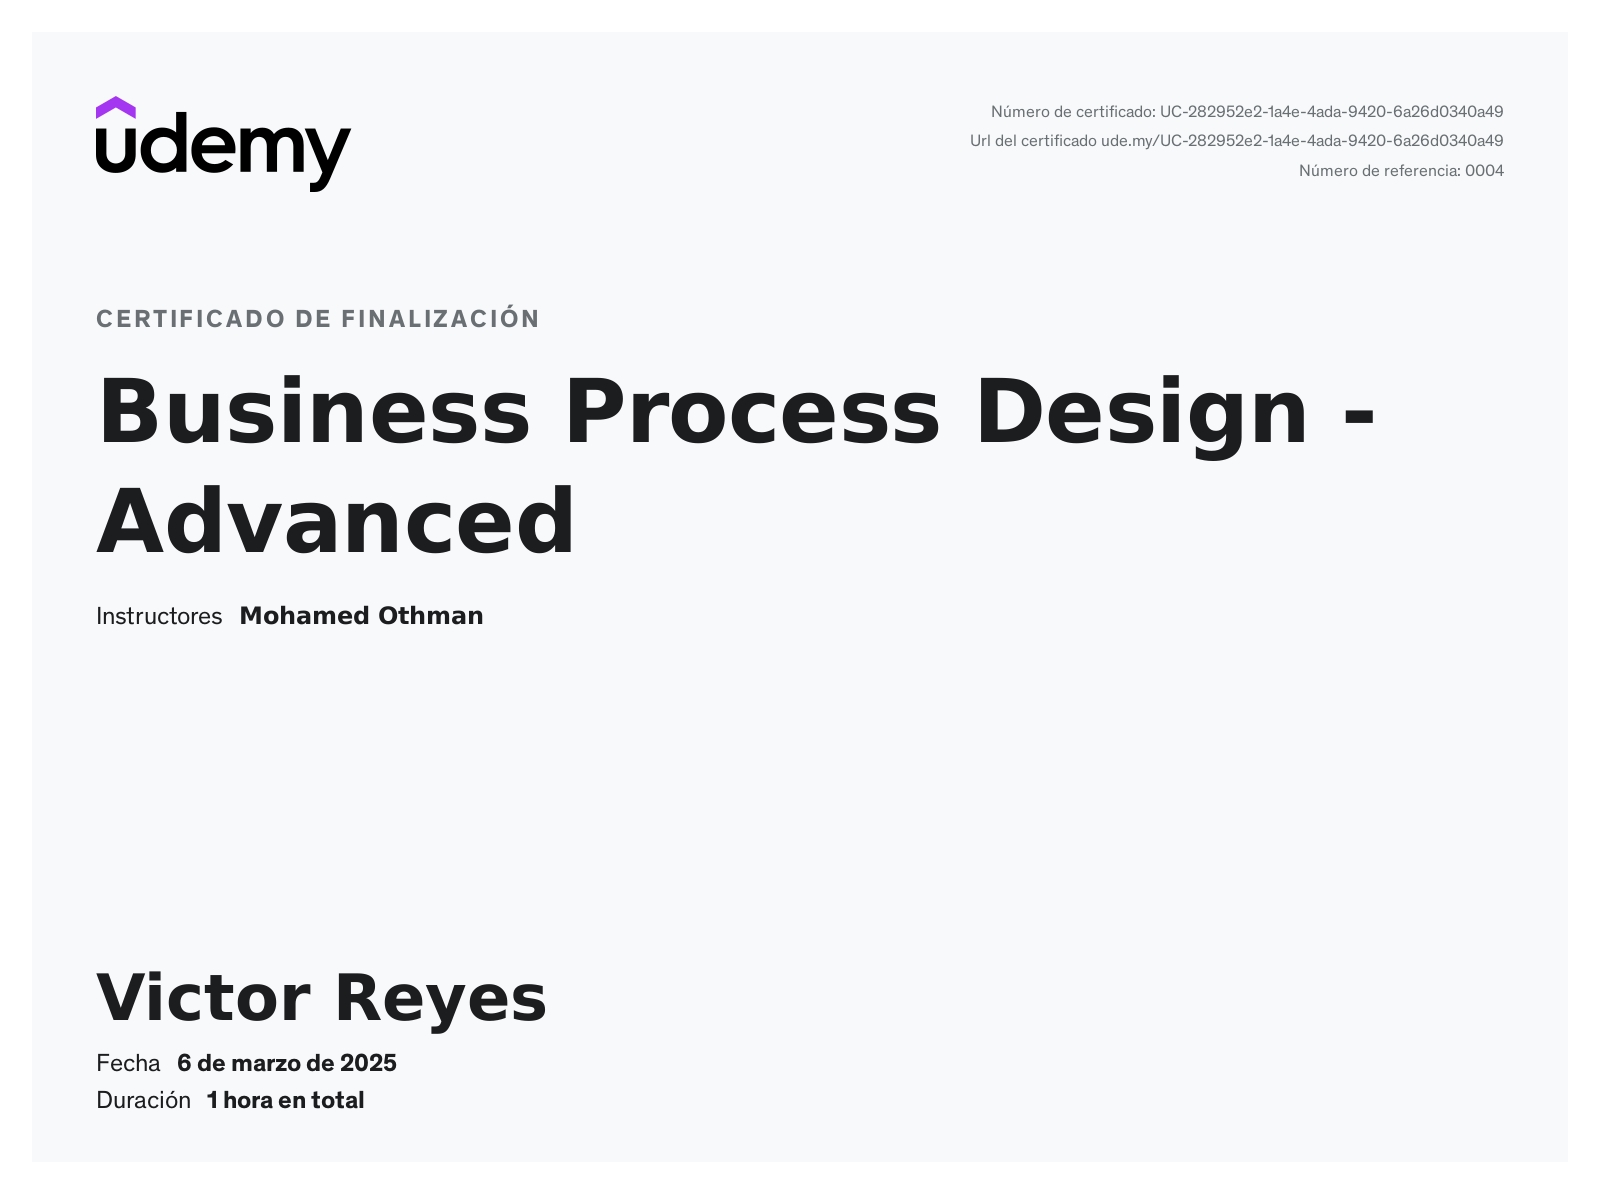 udemy
Número de certificado: UC-282952e2-1a4e-4ada-9420-6a26d0340a49
Url del certificado ude.my/UC-282952e2-1a4e-4ada-9420-6a26d0340a49
Número de referencia: 0004
CERTIFICADO DE FINALIZACIÓN
Business Process Design -
Advanced
Instructores Mohamed Othman
Victor Reyes
Fecha 6 de marzo de 2025
Duración 1 hora en total